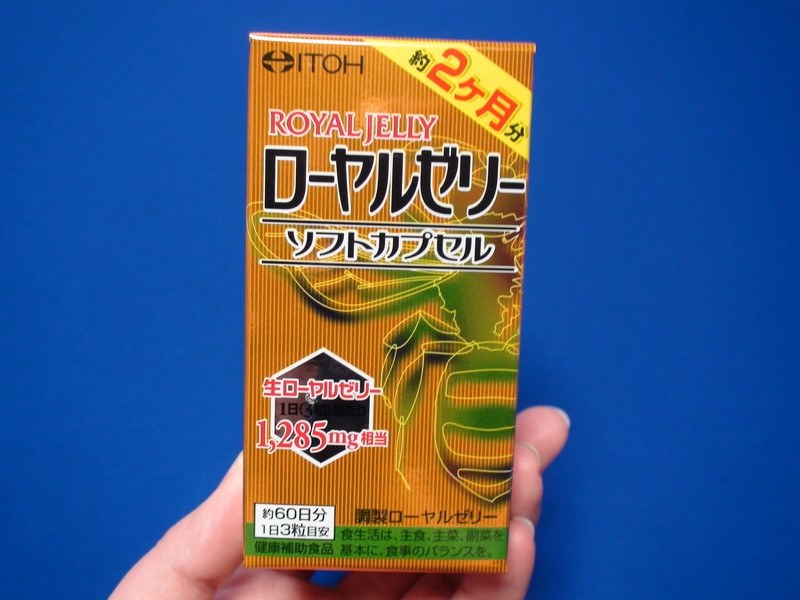 ITOH
約2ヶ月分
ROYAL JELLY
ローヤルゼリー
ソフトカプセル
生ローヤルゼリー
1日3粒
1,285mg相当
約60日分
1日3粒目安
調製ローヤルゼリー
健康補助食品
食生活は、主食、主菜、副菜を
基本に、食事のバランスを。